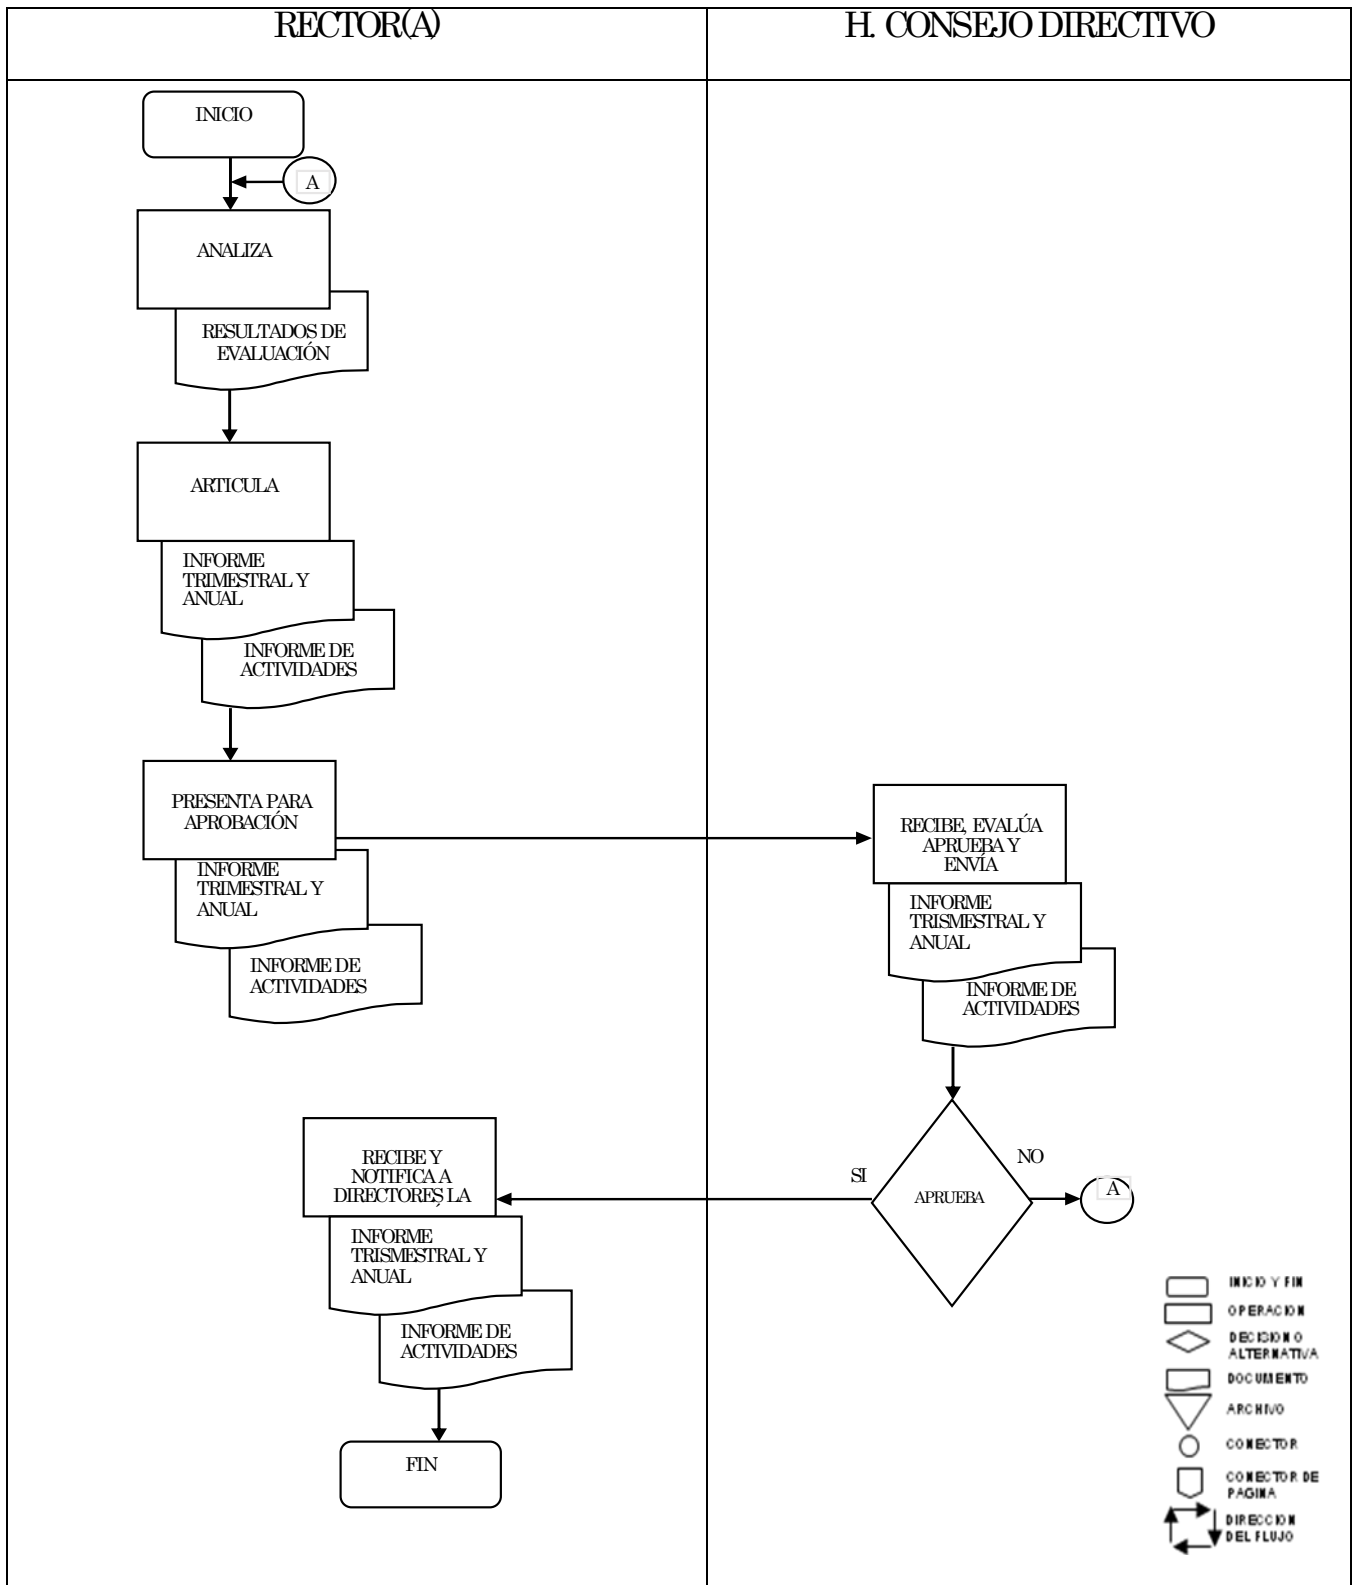 RECTOR(A)
H. CONSEJO DIRECTIVO
INICIO
A
ANALIZA
RESULTADOS DE
EVALUACIÓN
ARTICULA
INFORME
TRIMESTRAL Y
ANUAL
INFORME DE
ACTIVIDADES
PRESENTA PARA
APROBACIÓN
INFORME
TRIMESTRAL Y
ANUAL
INFORME DE
ACTIVIDADES
RECIBE, EVALÚA
APRUEBA Y
ENVÍA
INFORME
TRISMESTRAL Y
ANUAL
INFORME DE
ACTIVIDADES
APRUEBA
SI
NO
A
RECIBE Y
NOTIFICA A
DIRECTORES LA
INFORME
TRISMESTRAL Y
ANUAL
INFORME DE
ACTIVIDADES
FIN
INICIO Y FIN
OPERACION
DECISION O
ALTERNATIVA
DOCUMENTO
ARCHIVO
CONECTOR
CONECTOR DE
PAGINA
DIRECCION
DEL FLUJO